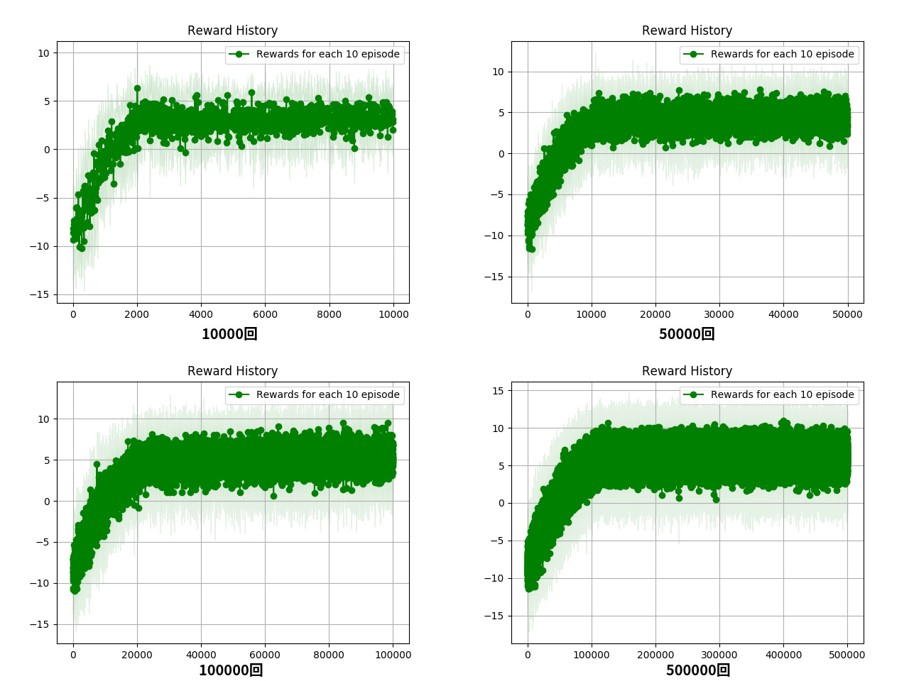 Reward History
Rewards for each 10 episode
10
5
0
−5
−10
−15
0 2000 4000 6000 8000 10000
10000回
Reward History
Rewards for each 10 episode
10
5
0
−5
−10
−15
0 10000 20000 30000 40000 50000
50000回
Reward History
Rewards for each 10 episode
10
5
0
−5
−10
−15
0 20000 40000 60000 80000 100000
100000回
Reward History
Rewards for each 10 episode
15
10
5
0
−5
−10
−15
0 100000 200000 300000 400000 500000
500000回